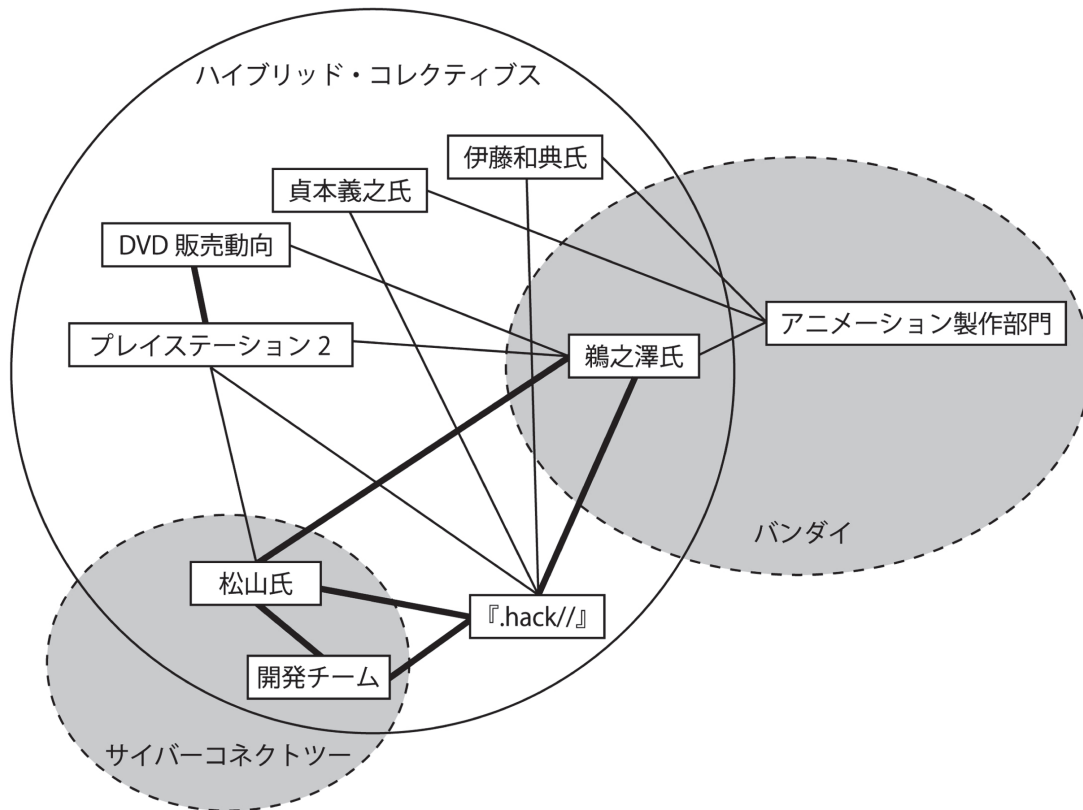 ハイブリッド・コレクティブス
伊藤和典氏
貞本義之氏
DVD 販売動向
アニメーション製作部門
プレイステーション 2
鵜之澤氏
バンダイ
松山氏
『.hack//』
開発チーム
サイバーコネクトツー